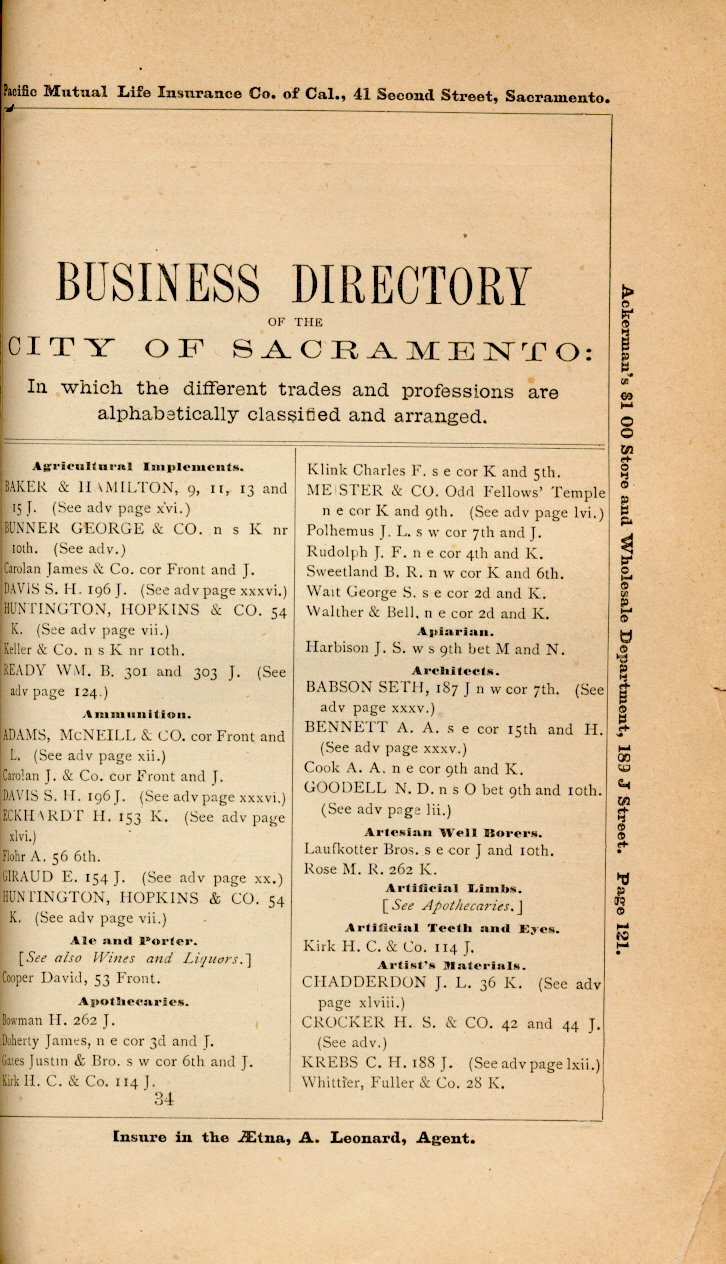 Pacific Mutual Life Insurance Co. of Cal., 41 Second Street, Sacramento.
BUSINESS DIRECTORY
OF THE
CITY OF SACRAMENTO:
In which the different trades and professions are
alphabetically classified and arranged.
Agricultural Implements.
BAKER & HAMILTON, 9, 11, 13 and
15 J. (See adv page xvi.)
BUNNER GEORGE & CO. n s K nr
10th. (See adv.)
Carolan James & Co. cor Front and J.
DAVIS S. H. 196 J. (See adv page xxxvi.)
HUNTINGTON, HOPKINS & CO. 54
K. (See adv page vii.)
Keller & Co. n s K nr 10th.
READY WM. B. 301 and 303 J. (See
adv page 124.)
Ammunition.
ADAMS, McNEILL & CO. cor Front and
L. (See adv page xii.)
Carolan J. & Co. cor Front and J.
DAVIS S. H. 196 J. (See adv page xxxvi.)
ECKHARDT H. 153 K. (See adv page
xlvi.)
Flohr A. 56 6th.
GIRAUD E. 154 J. (See adv page xx.)
HUNTINGTON, HOPKINS & CO. 54
K. (See adv page vii.)
Ale and Porter.
[See also Wines and Liquors.]
Cooper David, 53 Front.
Apothecaries.
Bowman H. 262 J.
Doherty James, n e cor 3d and J.
Gates Justin & Bro. s w cor 6th and J.
Kirk H. C. & Co. 114 J.
34
Klink Charles F. s e cor K and 5th.
MEISTER & CO. Odd Fellows' Temple
n e cor K and 9th. (See adv page lvi.)
Polhemus J. L. s w cor 7th and J.
Rudolph J. F. n e cor 4th and K.
Sweetland B. R. n w cor K and 6th.
Wait George S. s e cor 2d and K.
Walther & Bell, n e cor 2d and K.
Apiarian.
Harbison J. S. w s 9th bet M and N.
Architects.
BABSON SETH, 187 J n w cor 7th. (See
adv page xxxv.)
BENNETT A. A. s e cor 15th and H.
(See adv page xxxv.)
Cook A. A. n e cor 9th and K.
GOODELL N. D. n s O bet 9th and 10th.
(See adv page lii.)
Artesian Well Borers.
Laufkotter Bros. s e cor J and 10th.
Rose M. R. 262 K.
Artificial Limbs.
[See Apothecaries.]
Artificial Teeth and Eyes.
Kirk H. C. & Co. 114 J.
Artist's Materials.
CHADDERDON J. L. 36 K. (See adv
page xlviii.)
CROCKER H. S. & CO. 42 and 44 J.
(See adv.)
KREBS C. H. 188 J. (See adv page lxii.)
Whittier, Fuller & Co. 28 K.
Insure in the Ætna, A. Leonard, Agent.
Ackerman's $1 00 Store and Wholesale Department, 189 J Street. Page 121.